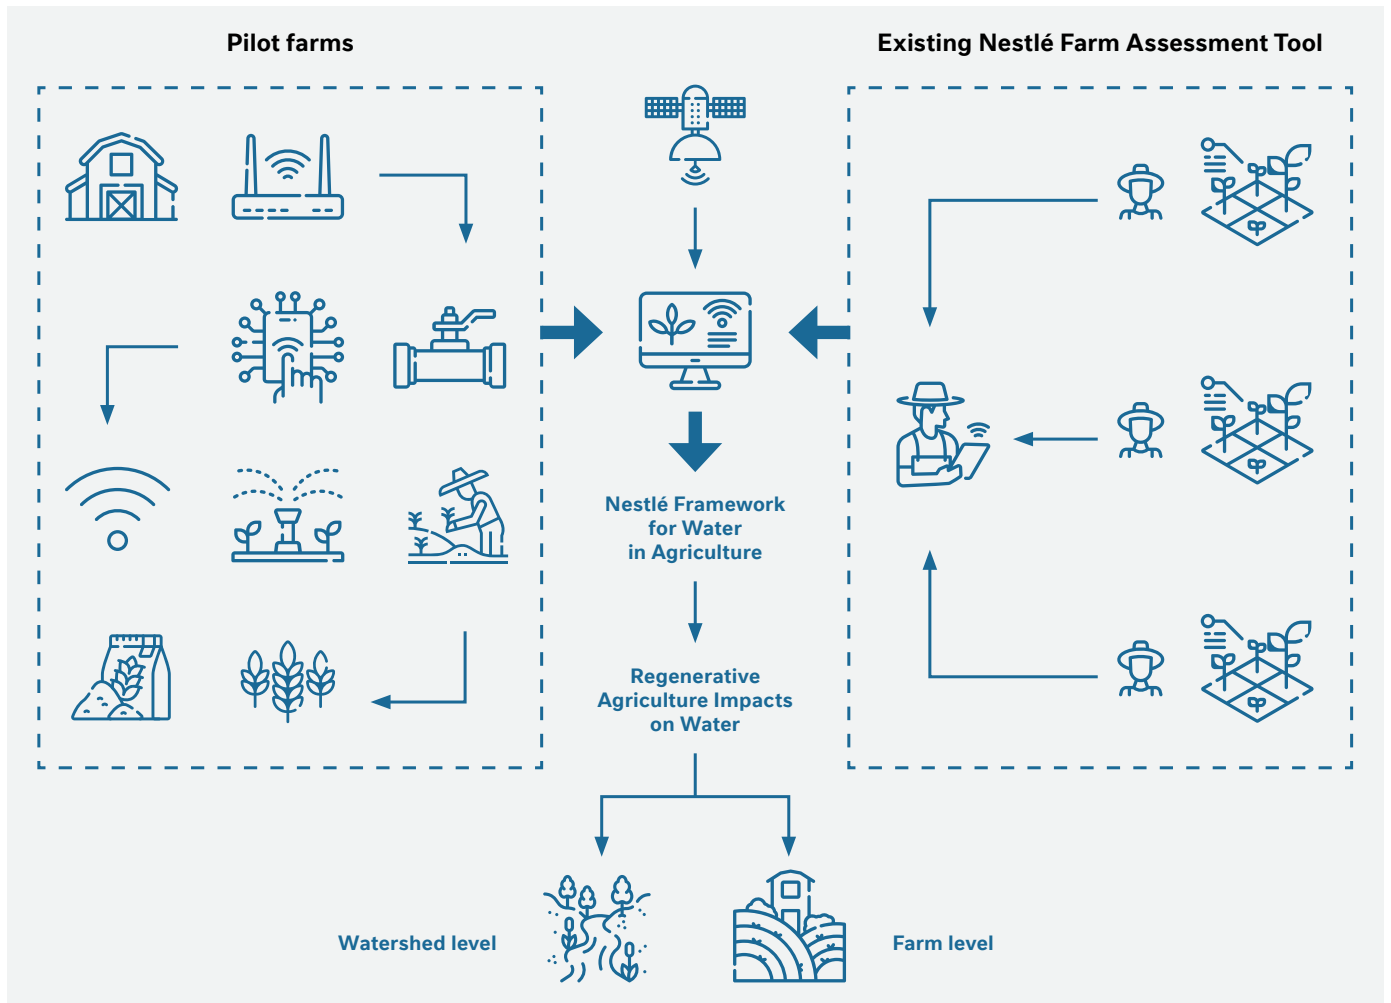 Pilot farms
Existing Nestlé Farm Assessment Tool
Nestlé Framework
for Water
in Agriculture
Regenerative
Agriculture Impacts
on Water
Watershed level
Farm level